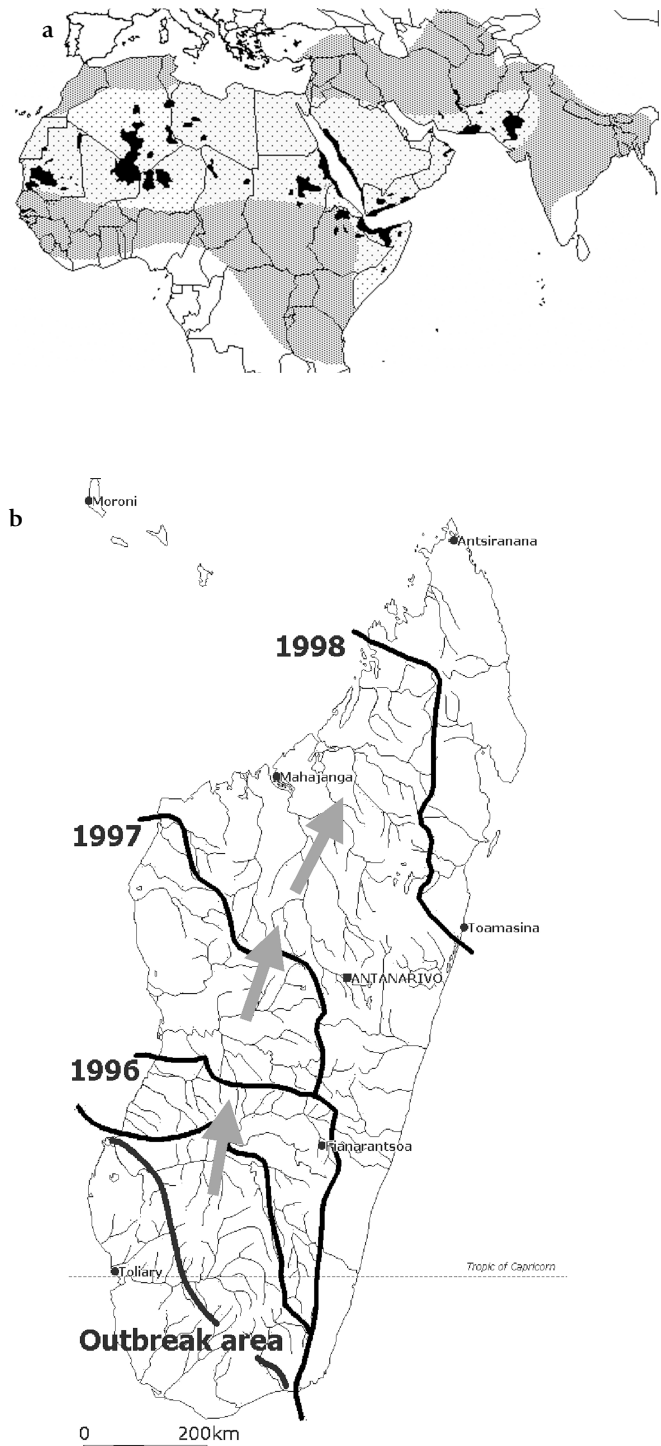 a
b
Moroni
Antsiranana
1998
Mahajanga
1997
Toamasina
ANTANARIVO
1996
Fianarantsoa
Tropic of Capricorn
Toliary
Outbreak area
0 200km